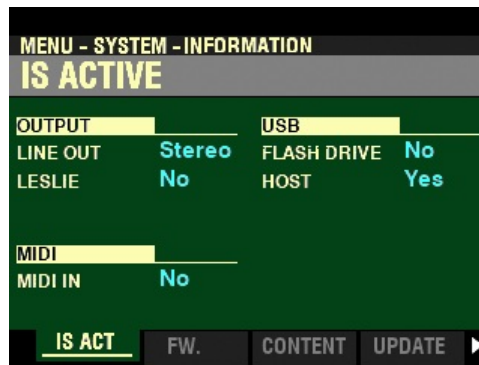 MENU - SYSTEM - INFORMATION
IS ACTIVE
OUTPUT
LINE OUT Stereo
LESLIE No
USB
FLASH DRIVE No
HOST Yes
MIDI
MIDI IN No
IS ACT FW. CONTENT UPDATE